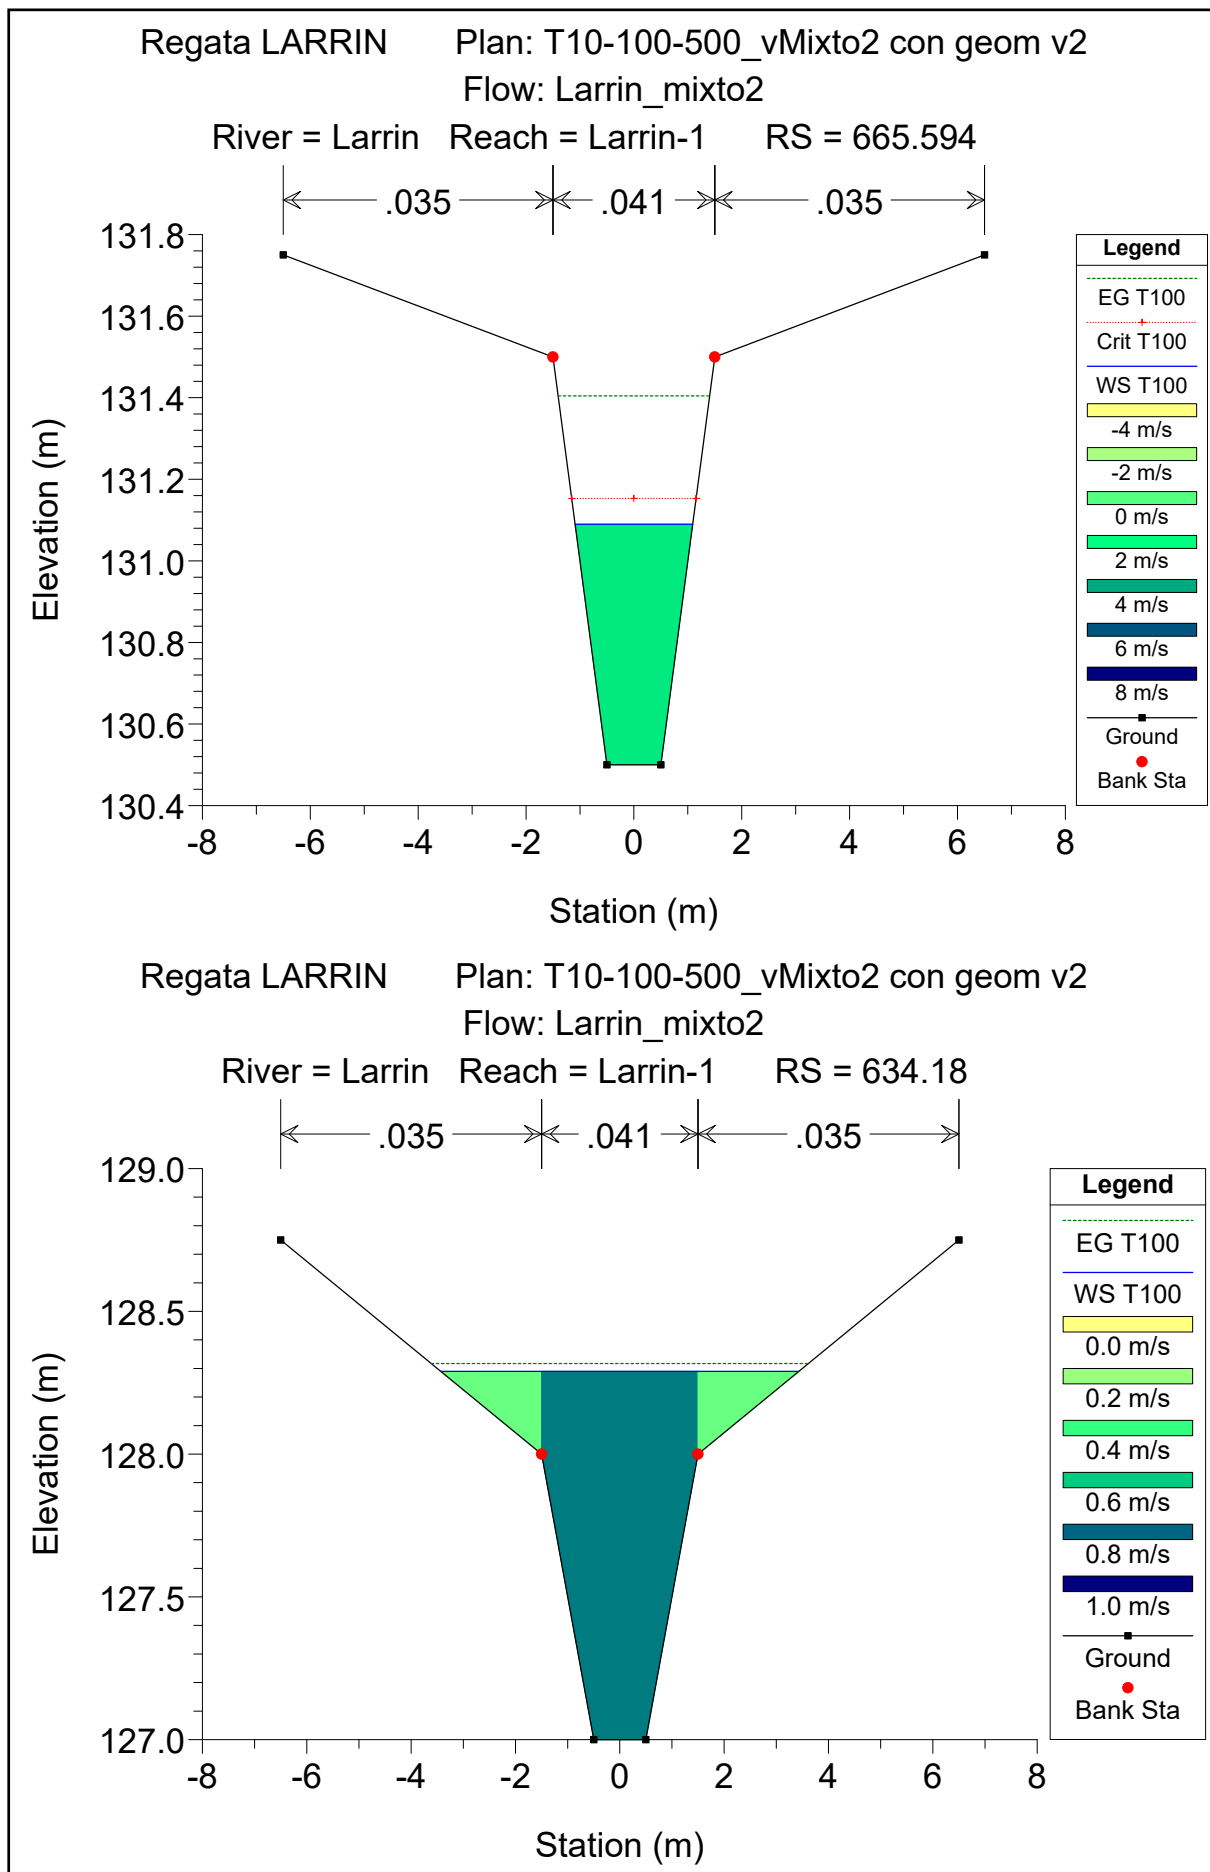 Regata LARRIN Plan: T10-100-500_vMixto2 con geom v2
Flow: Larrin_mixto2
River = Larrin Reach = Larrin-1 RS = 665.594
.035 .041 .035
131.8
131.6
131.4
131.2
131.0
130.8
130.6
130.4
Elevation (m)
-8 -6 -4 -2 0 2 4 6 8
Station (m)
Legend
EG T100
Crit T100
WS T100
-4 m/s
-2 m/s
0 m/s
2 m/s
4 m/s
6 m/s
8 m/s
Ground
Bank Sta
Regata LARRIN Plan: T10-100-500_vMixto2 con geom v2
Flow: Larrin_mixto2
River = Larrin Reach = Larrin-1 RS = 634.18
.035 .041 .035
129.0
128.5
128.0
127.5
127.0
Elevation (m)
-8 -6 -4 -2 0 2 4 6 8
Station (m)
Legend
EG T100
WS T100
0.0 m/s
0.2 m/s
0.4 m/s
0.6 m/s
0.8 m/s
1.0 m/s
Ground
Bank Sta